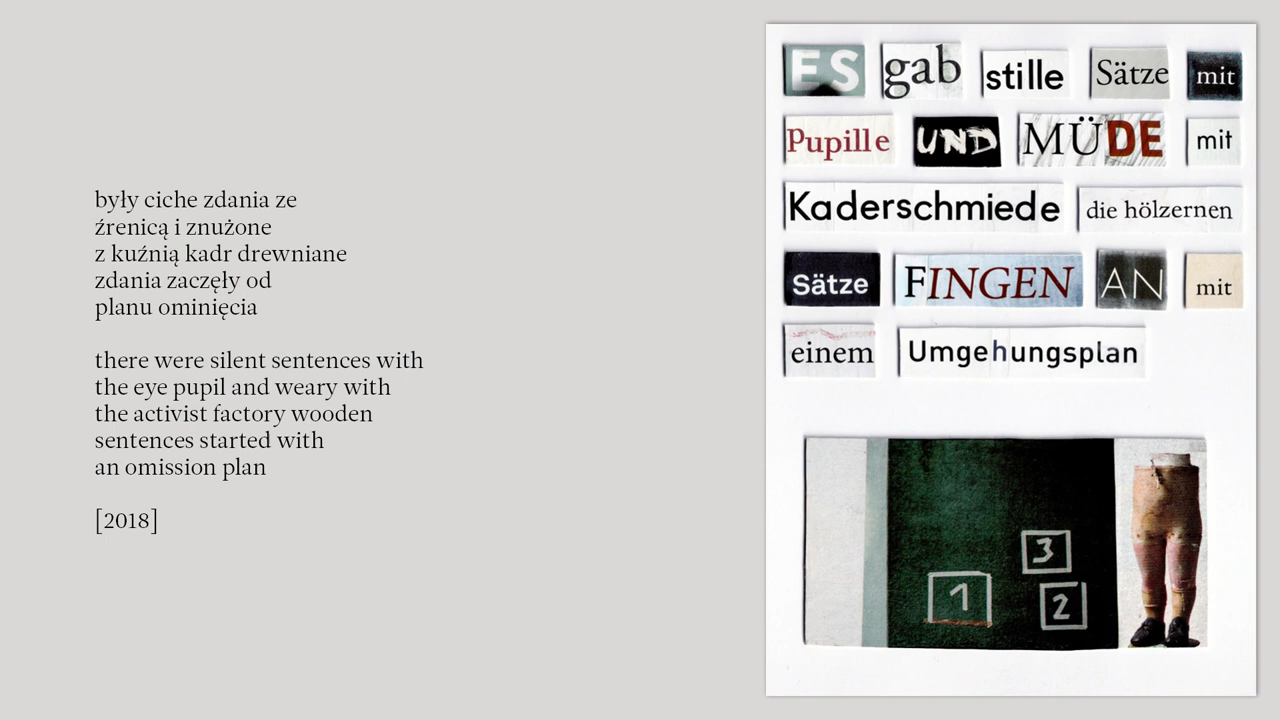 były ciche zdania ze
źrenicą i znużone
z kuźnią kadr drewniane
zdania zaczęły od
planu ominięcia
there were silent sentences with
the eye pupil and weary with
the activist factory wooden
sentences started with
an omission plan
[2018]
ES gab stille Sätze mit
Pupille UND MÜDE mit
Kaderschmiede die hölzernen
Sätze FINGEN AN mit
einem Umgehungsplan
3
1 2